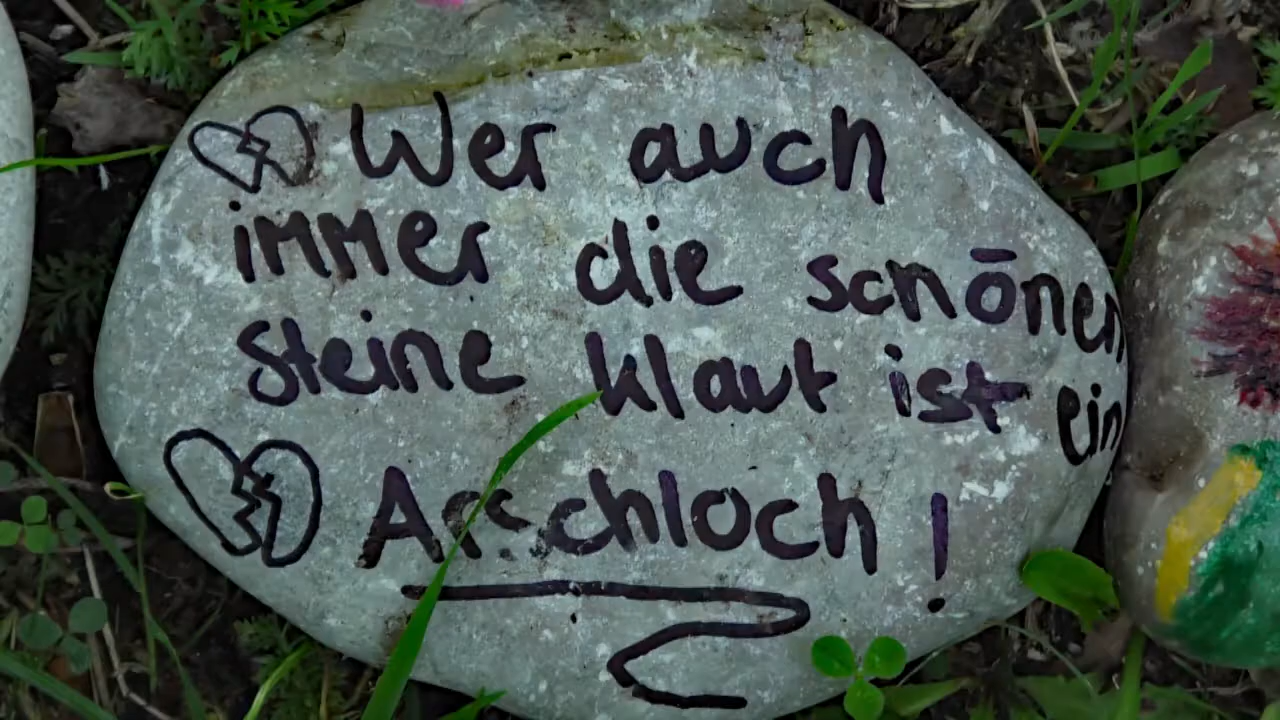 Wer auch
immer die schönen
steine klaut ist ein
Arschloch!